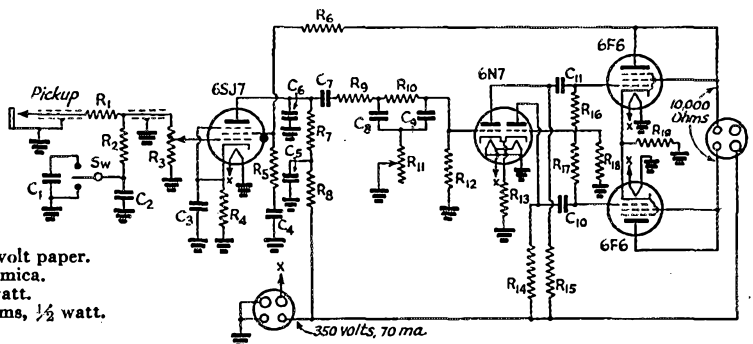 R6
6F6
Pickup
R1
6SJ7
C6
C7
R9
R10
6N7
C11
R16
10,000
Ohms
R2
R3
R7
C8
C9
R19
X
Sw
R5
C5
R11
R17
R18
X
C1
C2
X
R8
R12
X
R13
C10
C3
R4
C4
6F6
volt paper.
mica.
watt.
ms, ½ watt.
X
R14
R15
350 volts, 70 ma.